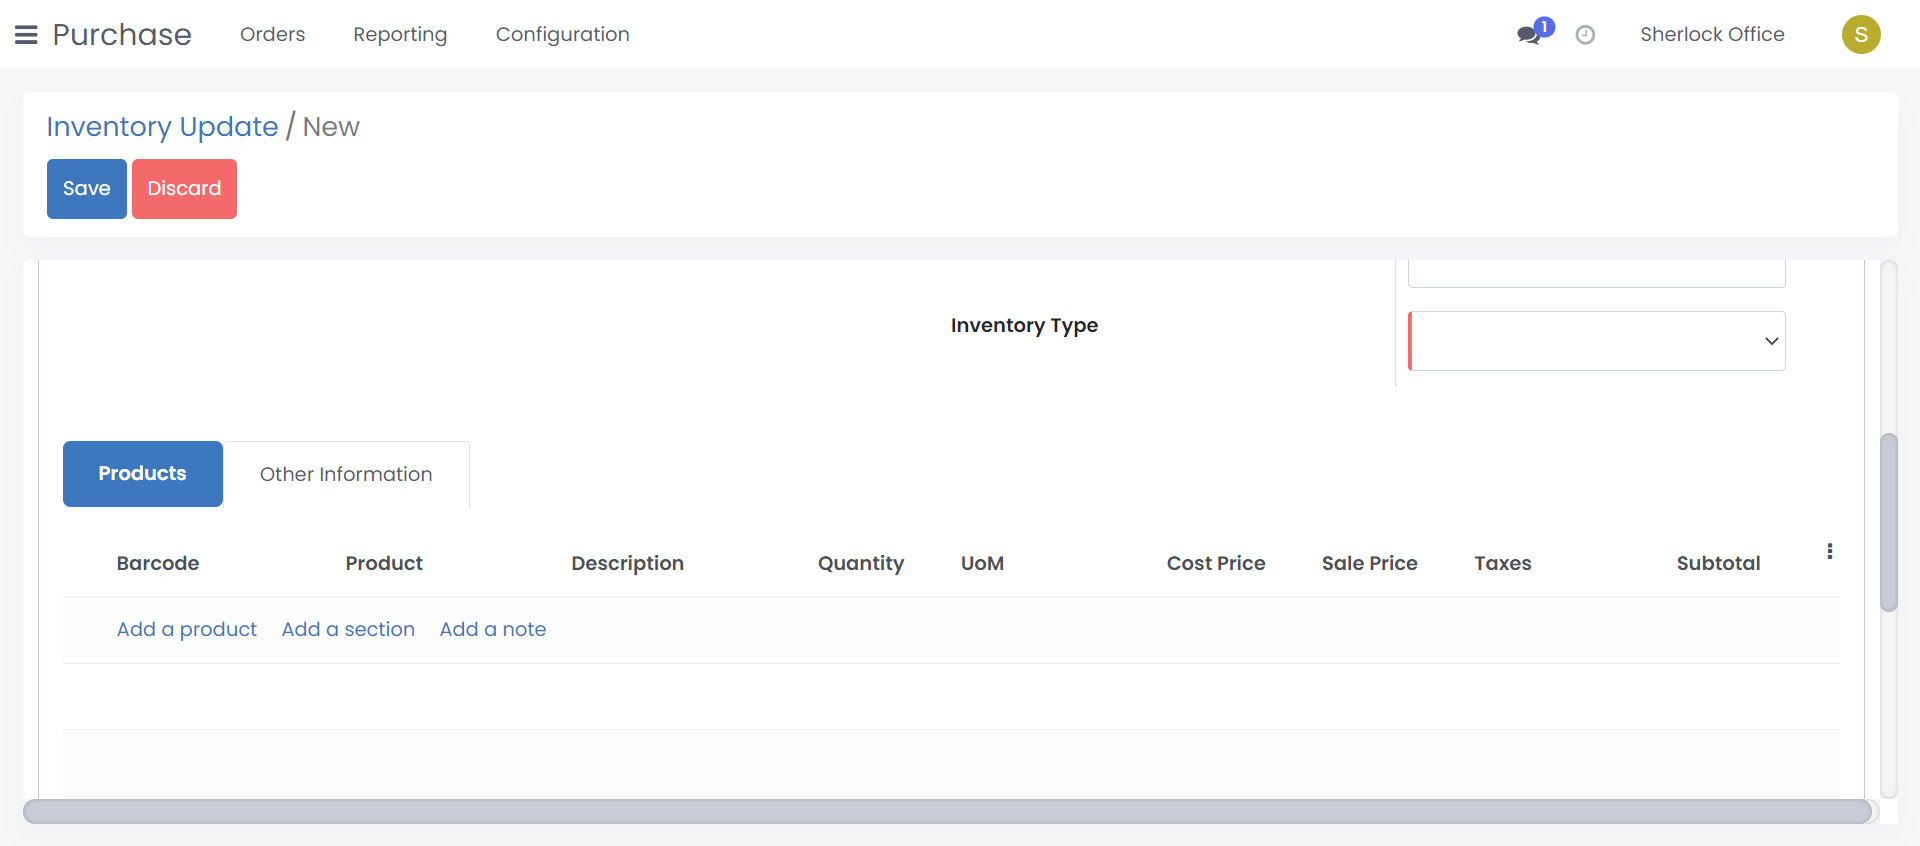 Purchase Orders Reporting Configuration 1 Sherlock Office S
Inventory Update / New
Save Discard
Inventory Type
Products Other Information
Barcode Product Description Quantity UoM Cost Price Sale Price Taxes Subtotal
Add a product Add a section Add a note